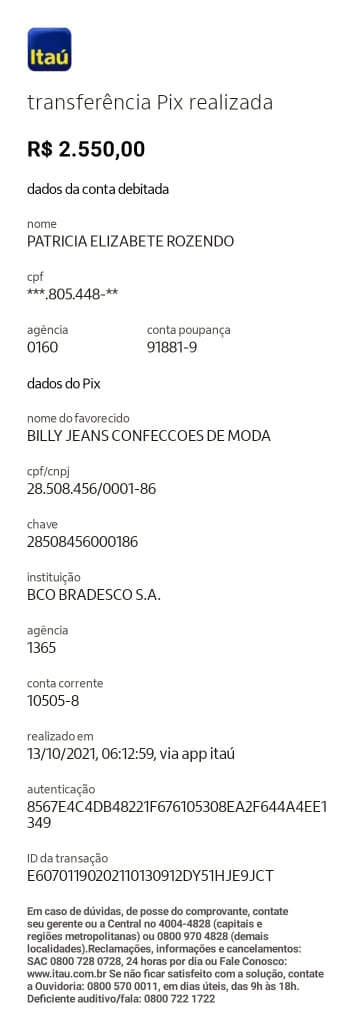 Itaú
transferência Pix realizada
R$ 2.550,00
dados da conta debitada
nome
PATRICIA ELIZABETE ROZENDO
cpf
***.805.448-**
agência conta poupança
0160 91881-9
dados do Pix
nome do favorecido
BILLY JEANS CONFECCOES DE MODA
cpf/cnpj
28.508.456/0001-86
chave
28508456000186
instituição
BCO BRADESCO S.A.
agência
1365
conta corrente
10505-8
realizado em
13/10/2021, 06:12:59, via app itaú
autenticação
8567E4C4DB48221F676105308EA2F644A4EE1
349
ID da transação
E60701190202110130912DY51HJE9JCT
Em caso de dúvidas, de posse do comprovante, contate
seu gerente ou a Central no 4004-4828 (capitais e
regiões metropolitanas) ou 0800 970 4828 (demais
localidades).Reclamações, informações e cancelamentos:
SAC 0800 728 0728, 24 horas por dia ou Fale Conosco:
www.itau.com.br Se não ficar satisfeito com a solução, contate
a Ouvidoria: 0800 570 0011, em dias úteis, das 9h às 18h.
Deficiente auditivo/fala: 0800 722 1722